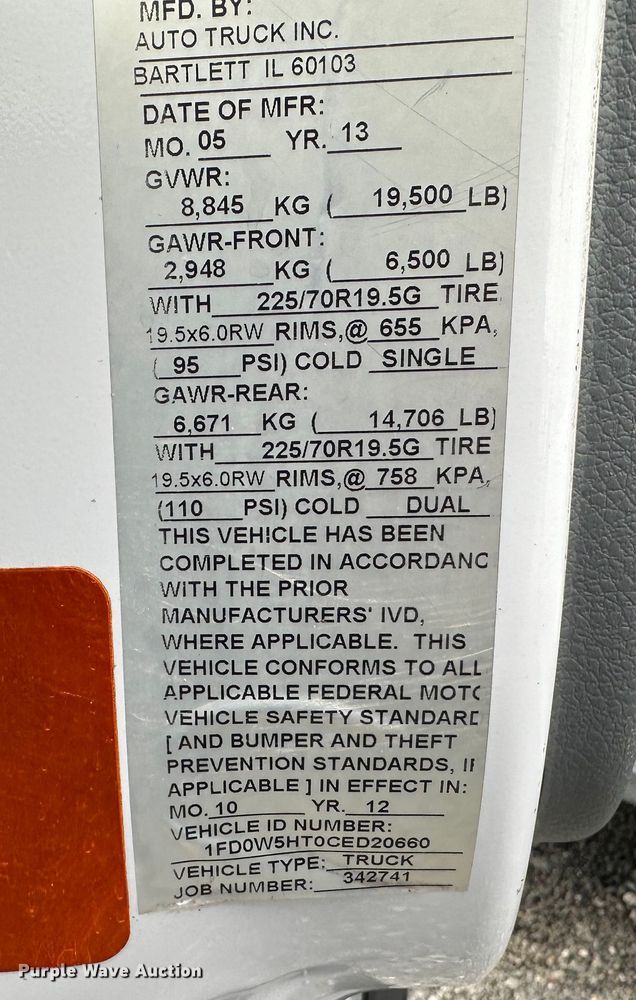 MFD. BY:
AUTO TRUCK INC.
BARTLETT IL 60103
DATE OF MFR:
MO. 05 YR. 13
GVWR:
8,845 KG ( 19,500 LB)
GAWR-FRONT:
2,948 KG ( 6,500 LB)
WITH 225/70R19.5G TIRE
19.5x6.0RW RIMS,@ 655 KPA,
( 95 PSI) COLD SINGLE
GAWR-REAR:
6,671 KG ( 14,706 LB)
WITH 225/70R19.5G TIRE
19.5x6.0RW RIMS,@ 758 KPA,
(110 PSI) COLD DUAL
THIS VEHICLE HAS BEEN
COMPLETED IN ACCORDANC
WITH THE PRIOR
MANUFACTURERS' IVD,
WHERE APPLICABLE. THIS
VEHICLE CONFORMS TO ALL
APPLICABLE FEDERAL MOTO
VEHICLE SAFETY STANDARD
[ AND BUMPER AND THEFT
PREVENTION STANDARDS, IF
APPLICABLE ] IN EFFECT IN:
MO. 10 YR. 12
VEHICLE ID NUMBER:
1FD0W5HT0CED20660
VEHICLE TYPE: TRUCK
JOB NUMBER: 342741
Purple Wave Auction